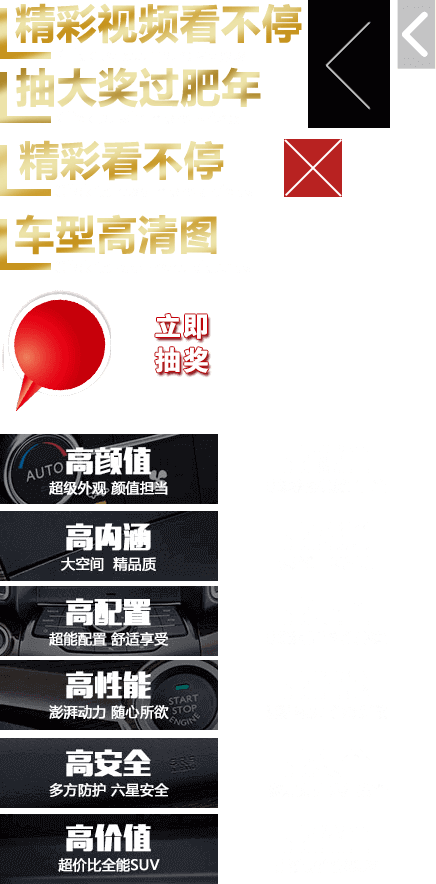 精彩视频看不停
抽大奖过肥年
精彩看不停
车型高清图
立即
抽奖
AUTO
高颜值
超级外观 颜值担当
高内涵
大空间 精品质
高配置
超能配置 舒适享受
高性能
澎湃动力 随心所欲
START
STOP
ENGINE
高安全
多方防护 六星安全
高价值
超价比全能SUV